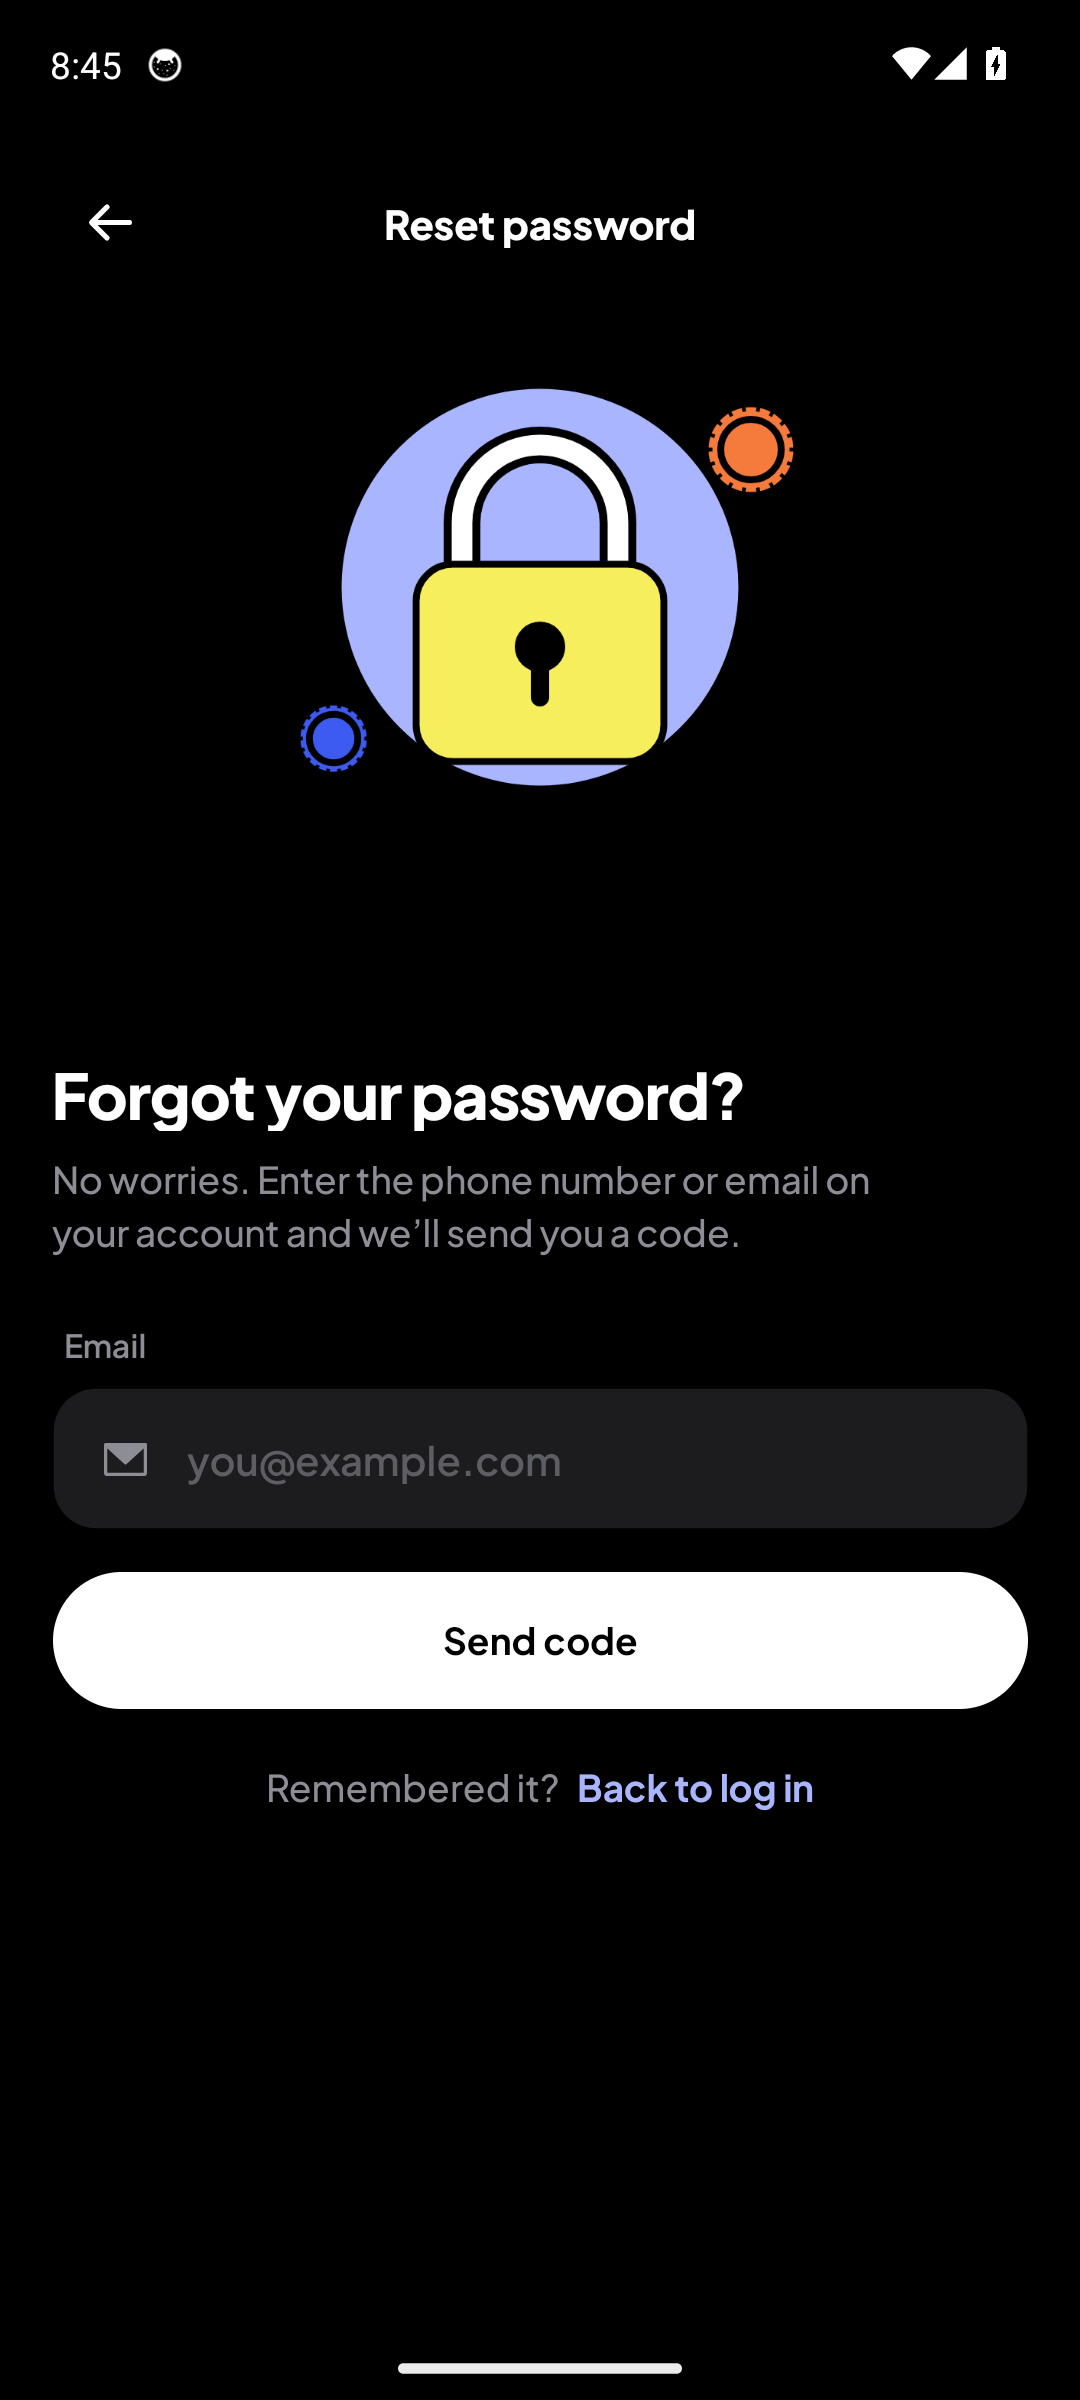 8:45
Reset password
Forgot your password?
No worries. Enter the phone number or email on
your account and we’ll send you a code.
Email
you@example.com
Send code
Remembered it? Back to log in